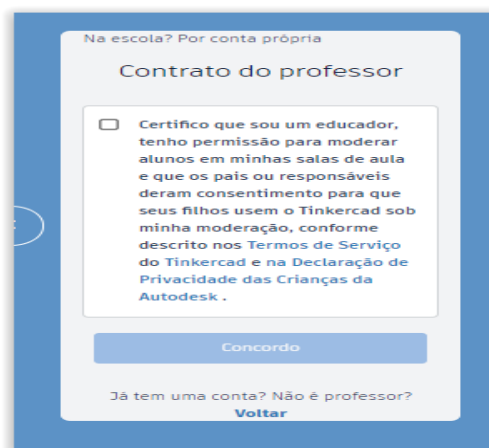 Na escola? Por conta própria
Contrato do professor
Certifico que sou um educador,
tenho permissão para moderar
alunos em minhas salas de aula
e que os pais ou responsáveis
deram consentimento para que
seus filhos usem o Tinkercad sob
minha moderação, conforme
descrito nos Termos de Serviço
do Tinkercad e na Declaração de
Privacidade das Crianças da
Autodesk .
Concordo
Já tem uma conta? Não é professor?
Voltar